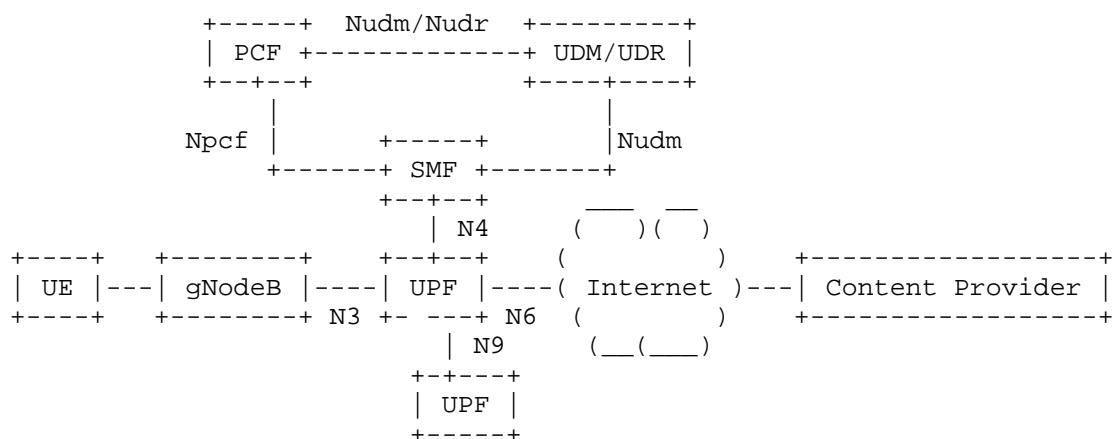 Nudm/Nudr
PCF UDM/UDR
Npcf Nudm
SMF
N4
UE gNodeB UPF Internet Content Provider
N3 N6
N9
UPF